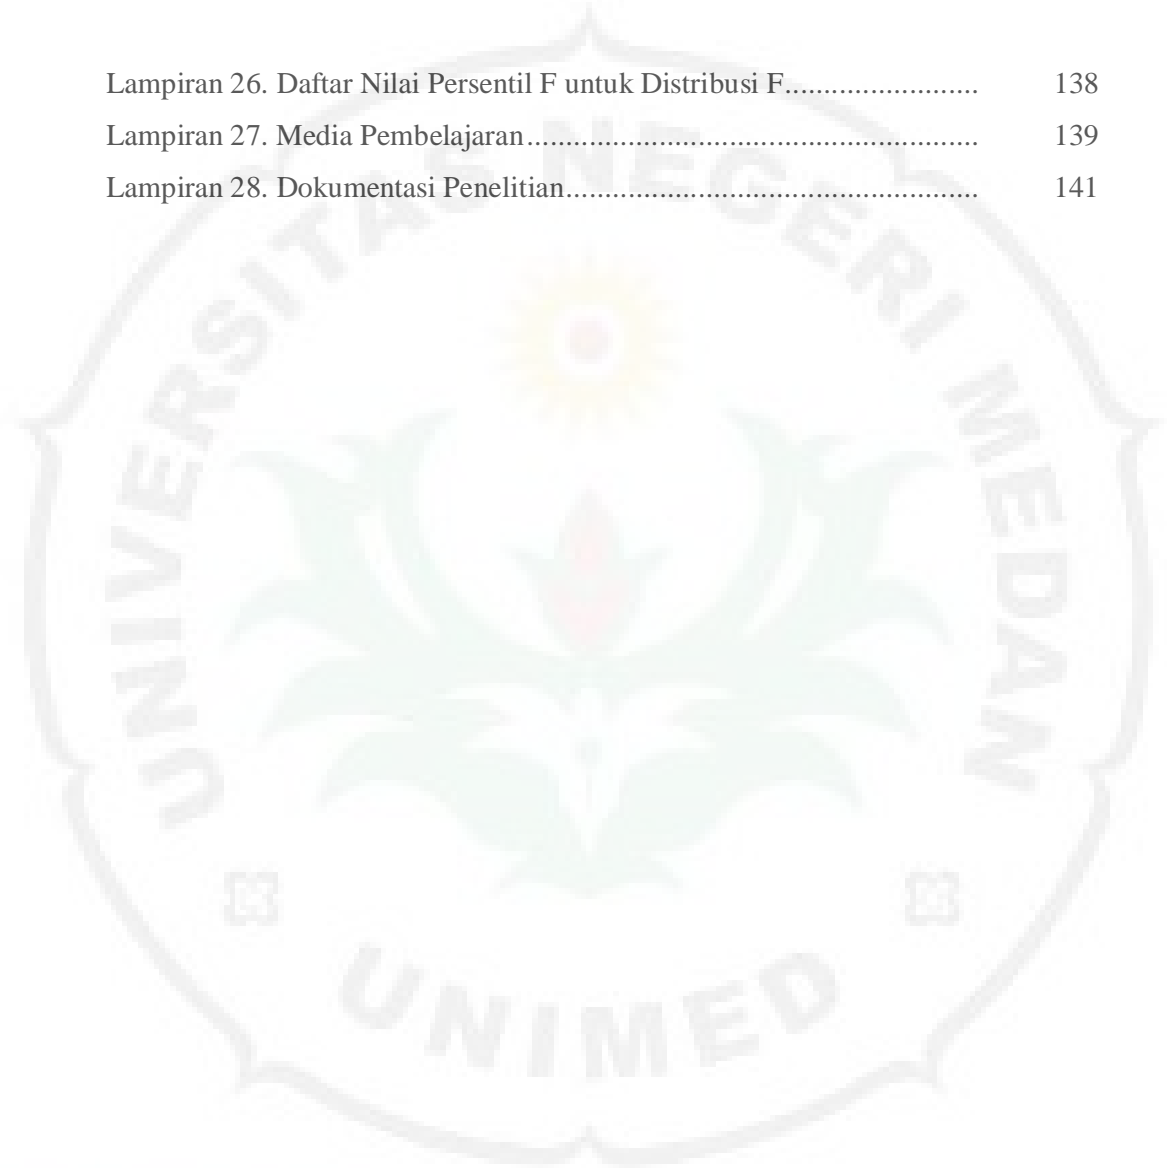 Lampiran 26. Daftar Nilai Persentil F untuk Distribusi F....................... 138
Lampiran 27. Media Pembelajaran................................................. 139
Lampiran 28. Dokumentasi Penelitian............................................. 141
UNIVERSITAS NEGERI MEDAN
UNIMED